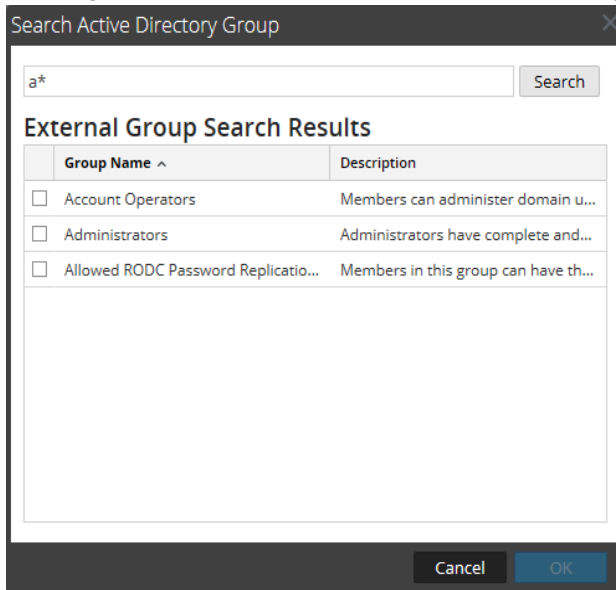 Search Active Directory Group
a* Search
External Group Search Results
Group Name Description
Account Operators Members can administer domain u...
Administrators Administrators have complete and...
Allowed RODC Password Replicatio... Members in this group can have th...
Cancel OK